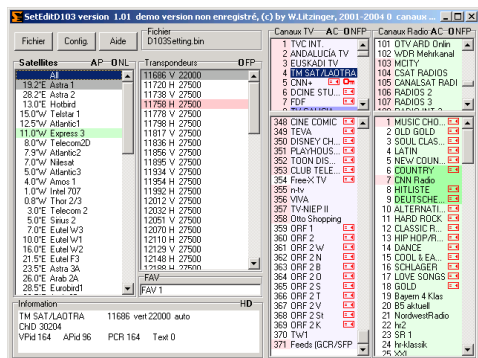 SetEditD103 version 1.01 demo version non enregistré, (c) by W.Litzinger, 2001-2004 0 canaux ...
Fichier Config. Aide
Fichier
D103Setting.bin
Satellites AP ONL
All
19.2°E Astra 1
28.2°E Astra 2
13.0°E Hotbird
15.0°W Telstar 1
12.5°W Atlantic1
11.0°W Express 3
8.0°W Telecom2D
7.9°W Atlantic2
7.0°W Nilesat
5.0°W Atlantic3
4.0°W Amos 1
1.0°W Intel 707
0.8°W Thor 2/3
3.0°E Telecom 2
5.0°E Sirius 2
7.0°E Eutel W3
10.0°E Eutel W1
16.0°E Eutel W2
21.5°E Eutel F3
23.5°E Astra 3A
26.0°E Arab 2A
28.5°E Eurobird1
Transpondeurs OFP
11686 V 22000
11720 H 27500
11738 V 27500
11758 H 27500
11778 V 27500
11798 H 27500
11817 V 27500
11836 H 27500
11856 V 27500
11876 H 27500
11895 V 27500
11934 V 27500
11954 H 27500
11992 H 27500
12012 V 27500
12032 H 27500
12051 V 27500
12070 H 27500
12110 H 27500
12129 V 27500
12148 H 27500
12188 H 27500
FAV
FAV 1
Canaux TV AC ONFP
1 TVC INT.
2 ANDALUCÍA TV
3 EUSKADI TV
4 TM SAT/LAOTRA
5 CNN+
6 DCINE STU...
7 FDF
348 CINE COMIC
349 TEVA
350 DISNEY CH...
351 PLAYHOUS...
352 TOON DIS...
353 CLUB TELE...
354 Free-X TV
355 n-tv
356 VIVA
357 TV-NIEP II
358 Otto Shopping
359 ORF 1
360 ORF 2
361 ORF 2 W
362 ORF 2 N
363 ORF 2 B
364 ORF 2 O
365 ORF 2 S
366 ORF 2 T
367 ORF 2 V
368 ORF 2 St
369 ORF 2 K
370 TW1
371 Feeds (GCR/SFP
Canaux Radio AC ONFP
101 OTV ARD Onlin
102 WDR Mehrkanal
103 MCITY
104 CSAT RADIOS
105 CANALSAT RADI
106 RADIOS 2
107 RADIOS 3
1 MUSIC CHO...
2 OLD GOLD
3 SOUL CLAS...
4 LATIN
5 NEW COUN...
6 COUNTRY
7 CNN Radio
8 HITLISTE
9 DEUTSCHE...
10 ALTERNATI...
11 HARD ROCK
12 CLASSIC R...
13 HIP HOP/R...
14 DANCE
15 COOL & EA...
16 SCHLAGER
17 LOVE SONGS
18 GOLD
19 Bayern 4 Klas
20 B5 aktuell
21 NordwestRadio
22 hr2
23 SR 1
24 hr-klassik
25 XXL
Information HD-
TM SAT/LAOTRA 11686 vert 22000 auto
ChID 30204
VPid 164 APid 96 PCR 164 Text 0